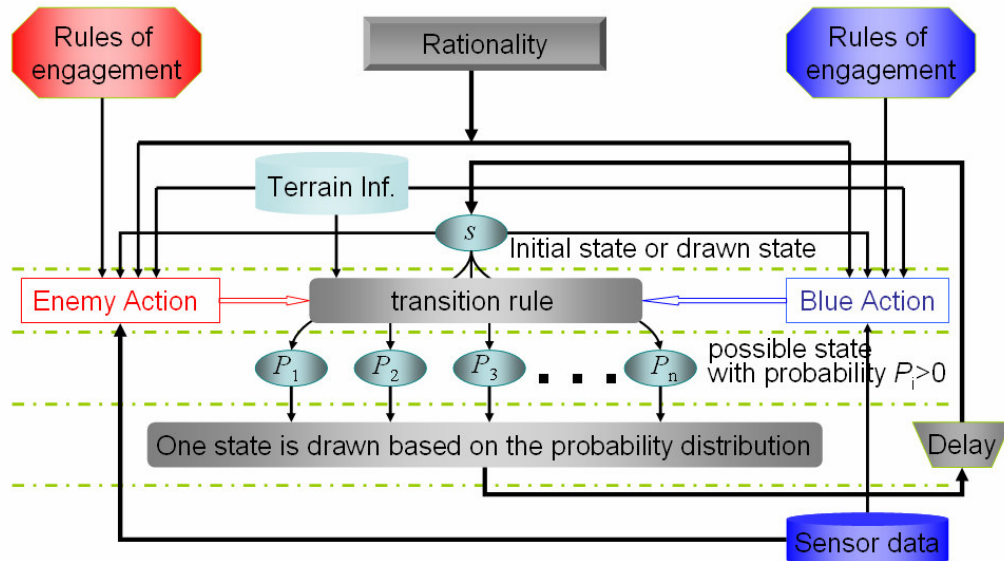 Rules of
engagement
Rationality
Rules of
engagement
Terrain Inf.
s
Initial state or drawn state
Enemy Action
transition rule
Blue Action
P1
P2
P3
. . .
Pn
possible state
with probability Pi>0
One state is drawn based on the probability distribution
Delay
Sensor data